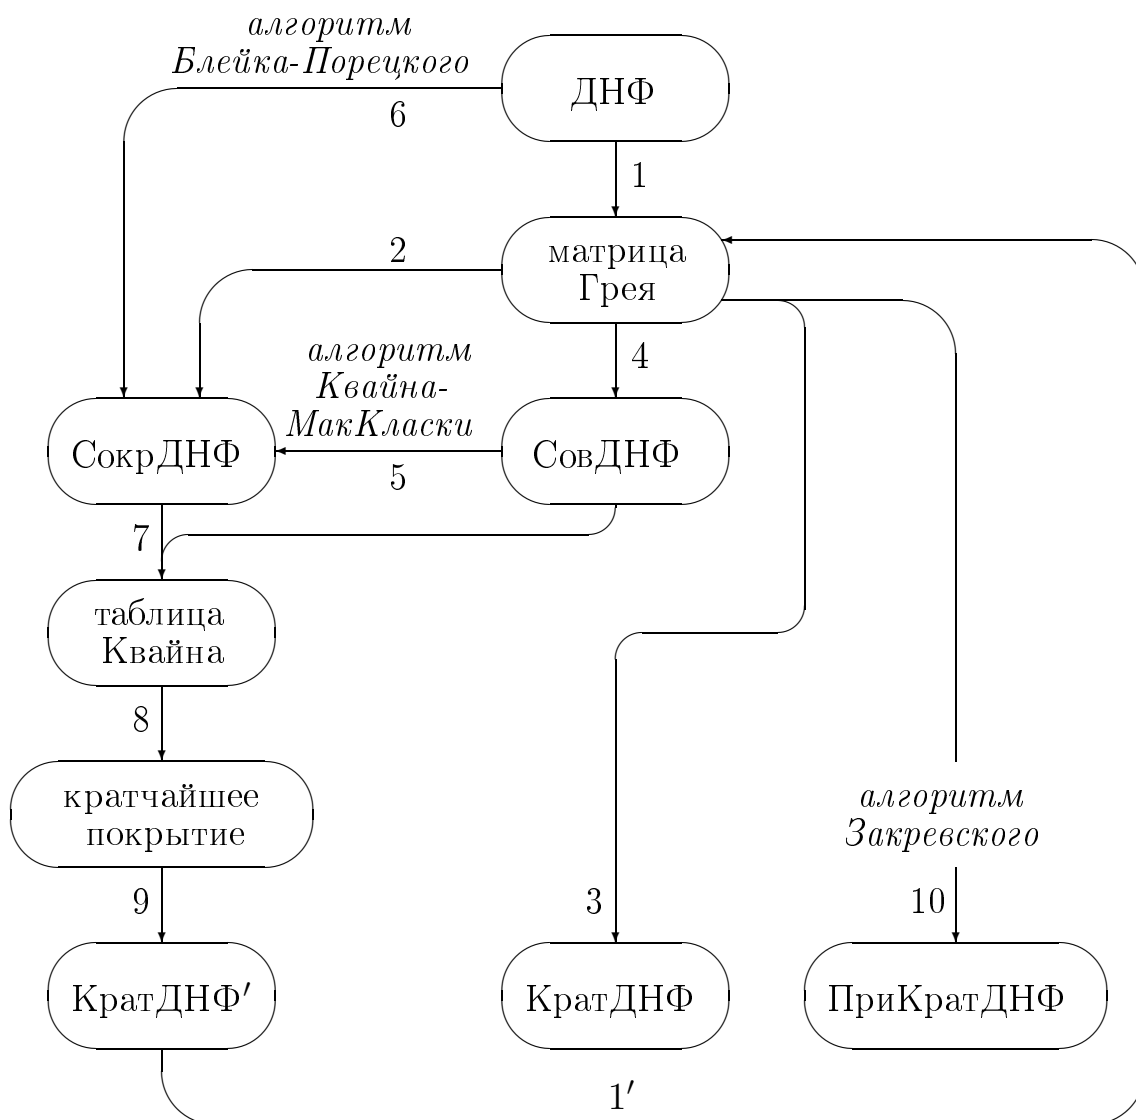 алгоритм
Блейка-Порецкого
ДНФ
6
1
матрица
Грея
2
4
алгоритм
Квайна-
МакКласки
СокрДНФ
СовДНФ
5
7
таблица
Квайна
8
кратчайшее
покрытие
алгоритм
Закревского
9
3
10
КратДНФ′
КратДНФ
ПриКратДНФ
1′